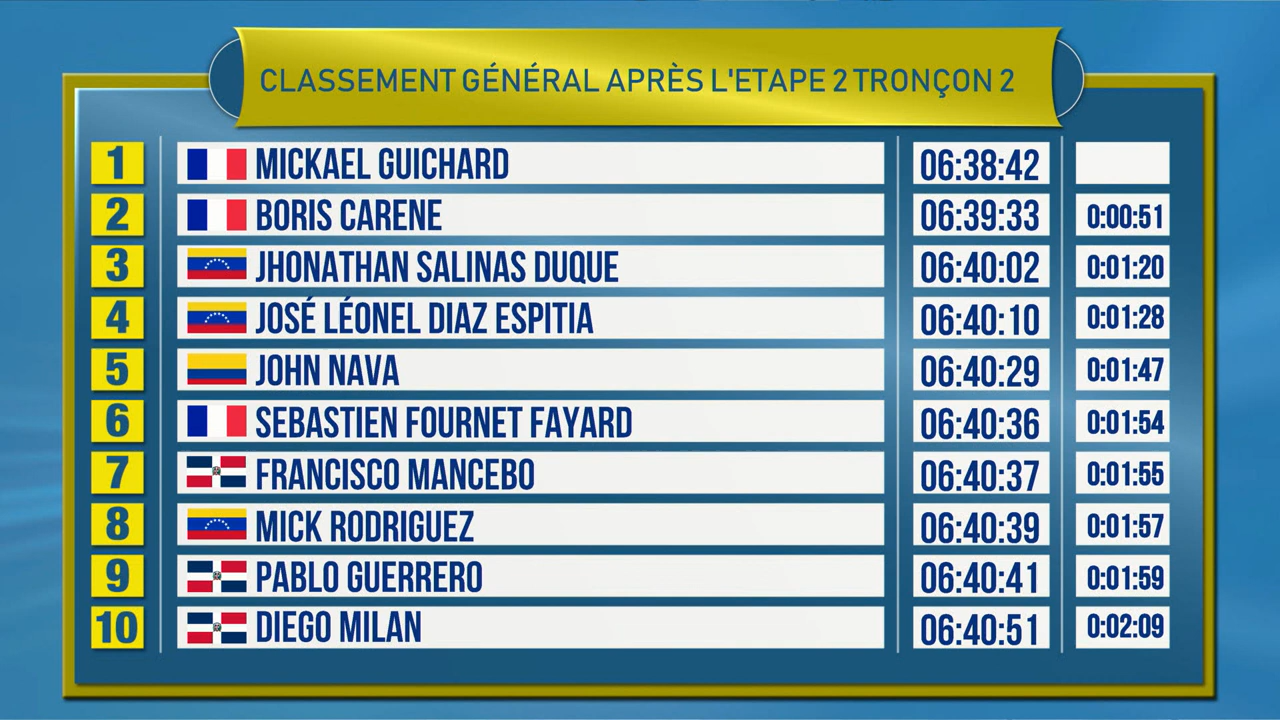 CLASSEMENT GÉNÉRAL APRÈS L'ETAPE 2 TRONÇON 2
1 MICKAEL GUICHARD 06:38:42
2 BORIS CARENE 06:39:33 0:00:51
3 JHONATHAN SALINAS DUQUE 06:40:02 0:01:20
4 JOSÉ LÉONEL DIAZ ESPITIA 06:40:10 0:01:28
5 JOHN NAVA 06:40:29 0:01:47
6 SEBASTIEN FOURNET FAYARD 06:40:36 0:01:54
7 FRANCISCO MANCEBO 06:40:37 0:01:55
8 MICK RODRIGUEZ 06:40:39 0:01:57
9 PABLO GUERRERO 06:40:41 0:01:59
10 DIEGO MILAN 06:40:51 0:02:09